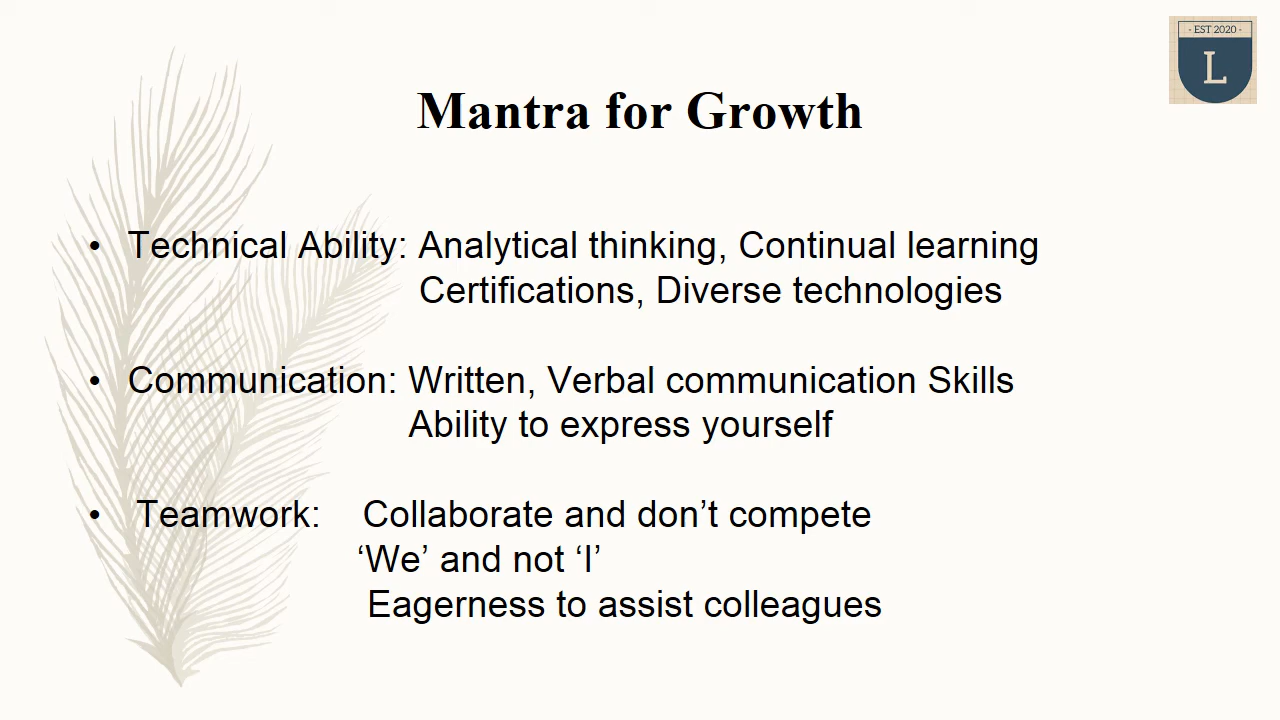 · EST 2020 ·
L
Mantra for Growth
• Technical Ability: Analytical thinking, Continual learning
Certifications, Diverse technologies
• Communication: Written, Verbal communication Skills
Ability to express yourself
• Teamwork: Collaborate and don’t compete
‘We’ and not ‘I’
Eagerness to assist colleagues